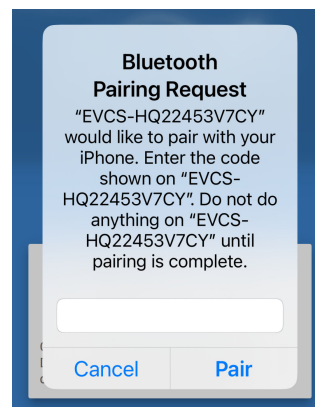 Bluetooth
Pairing Request
“EVCS-HQ22453V7CY”
would like to pair with your
iPhone. Enter the code
shown on “EVCS-
HQ22453V7CY”. Do not do
anything on “EVCS-
HQ22453V7CY” until
pairing is complete.
Cancel Pair